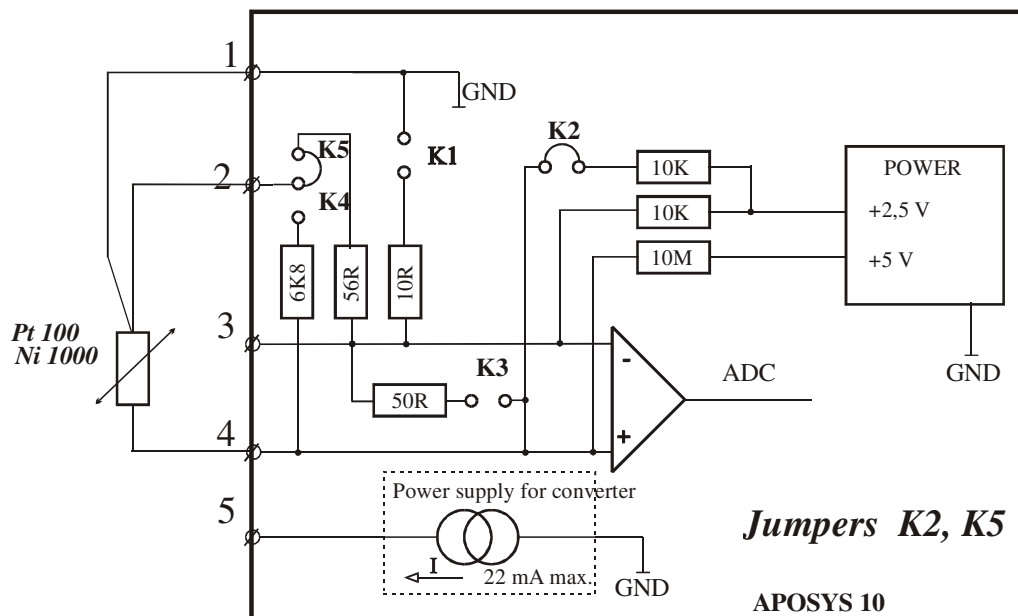 1
GND
K5
K1
K2
10K
POWER
2
K4
10K
+2,5 V
10M
+5 V
6K8
56R
10R
3
Pt 100
Ni 1000
-
K3
ADC
GND
50R
4
+
Power supply for converter
5
I
22 mA max.
GND
Jumpers K2, K5
APOSYS 10